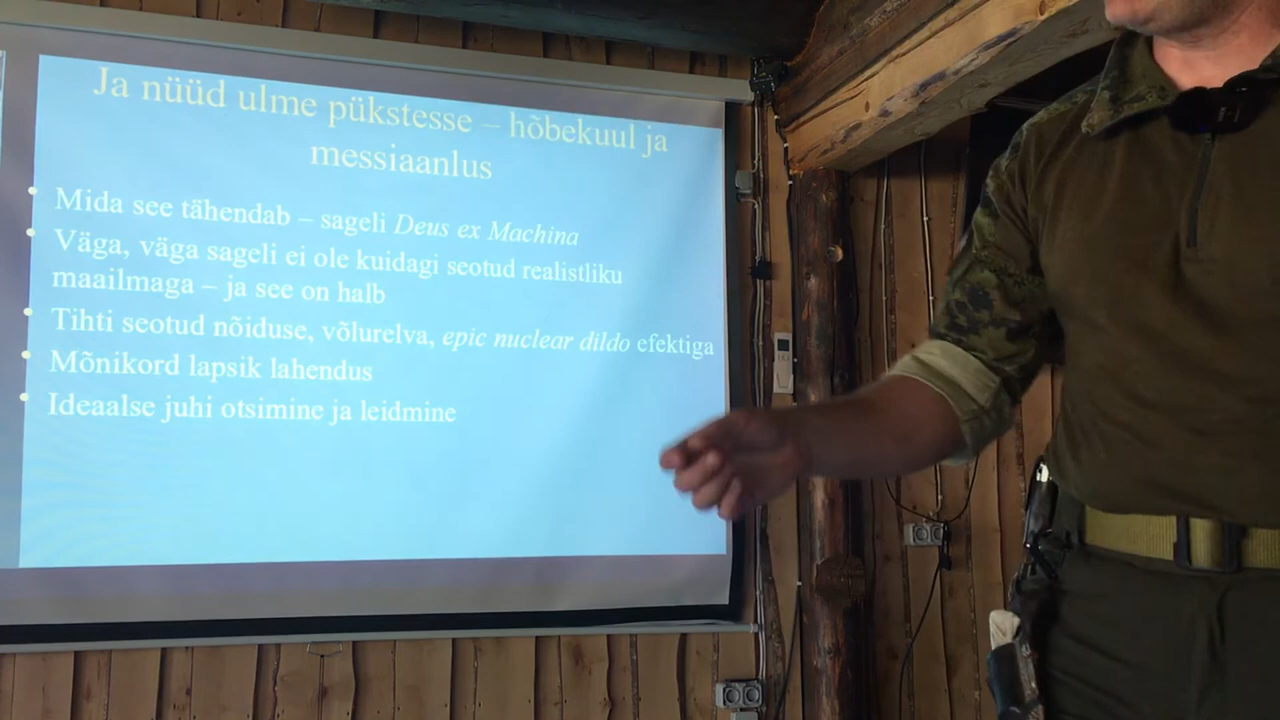 Ja nüüd ulme pükstesse – hõbekuul ja
messiaanlus
Mida see tähendab – sageli Deus ex Machina
Väga, väga sageli ei ole kuidagi seotud realistliku
maailmaga – ja see on halb
Tihti seotud nõiduse, võlurelva, epic nuclear dildo efektiga
Mõnikord lapsik lahendus
Ideaalse juhi otsimine ja leidmine